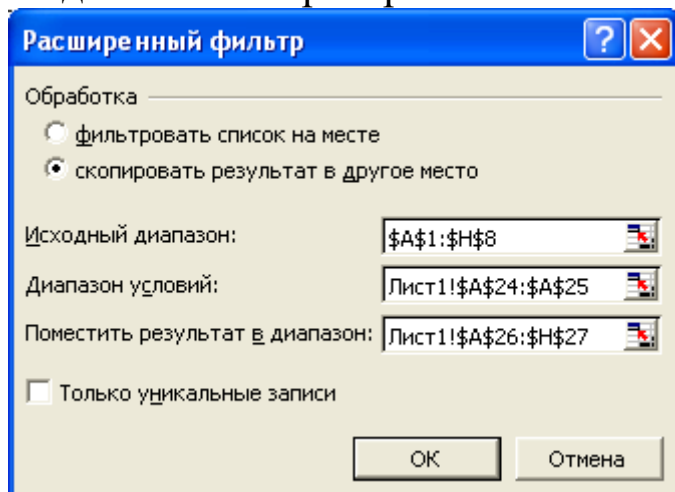 Расширенный фильтр
Обработка
фильтровать список на месте
скопировать результат в другое место
Исходный диапазон: $A$1:$H$8
Диапазон условий: Лист1!$A$24:$A$25
Поместить результат в диапазон: Лист1!$A$26:$H$27
Только уникальные записи
ОК Отмена